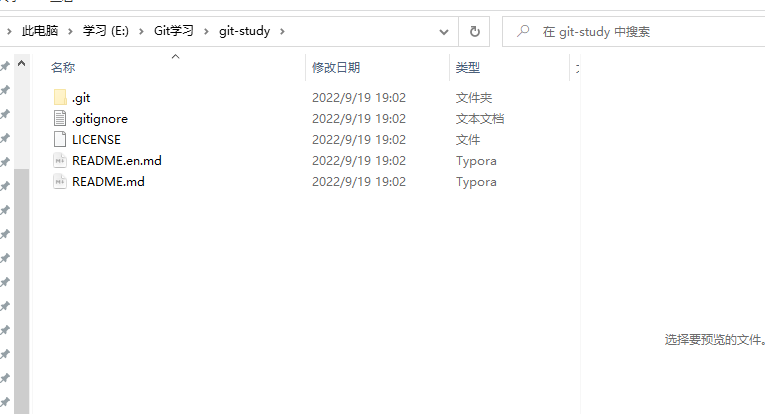 此电脑 > 学习 (E:) > Git学习 > git-study >
在 git-study 中搜索
名称 修改日期 类型
.git 2022/9/19 19:02 文件夹
.gitignore 2022/9/19 19:02 文本文档
LICENSE 2022/9/19 19:02 文件
README.en.md 2022/9/19 19:02 Typora
README.md 2022/9/19 19:02 Typora
选择要预览的文件。